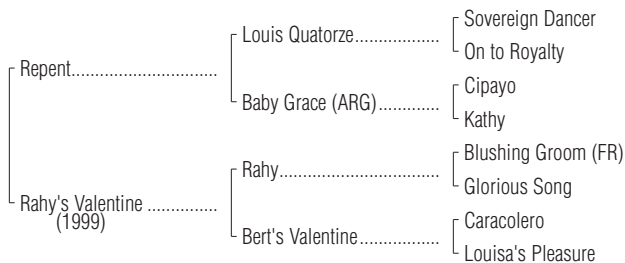 Sovereign Dancer
Louis Quatorze..................
On to Royalty
Repent..............................
Cipayo
Baby Grace (ARG).............
Kathy
Blushing Groom (FR)
Rahy..................................
Glorious Song
Rahy's Valentine ..............
(1999)
Caracolero
Bert's Valentine.................
Louisa's Pleasure